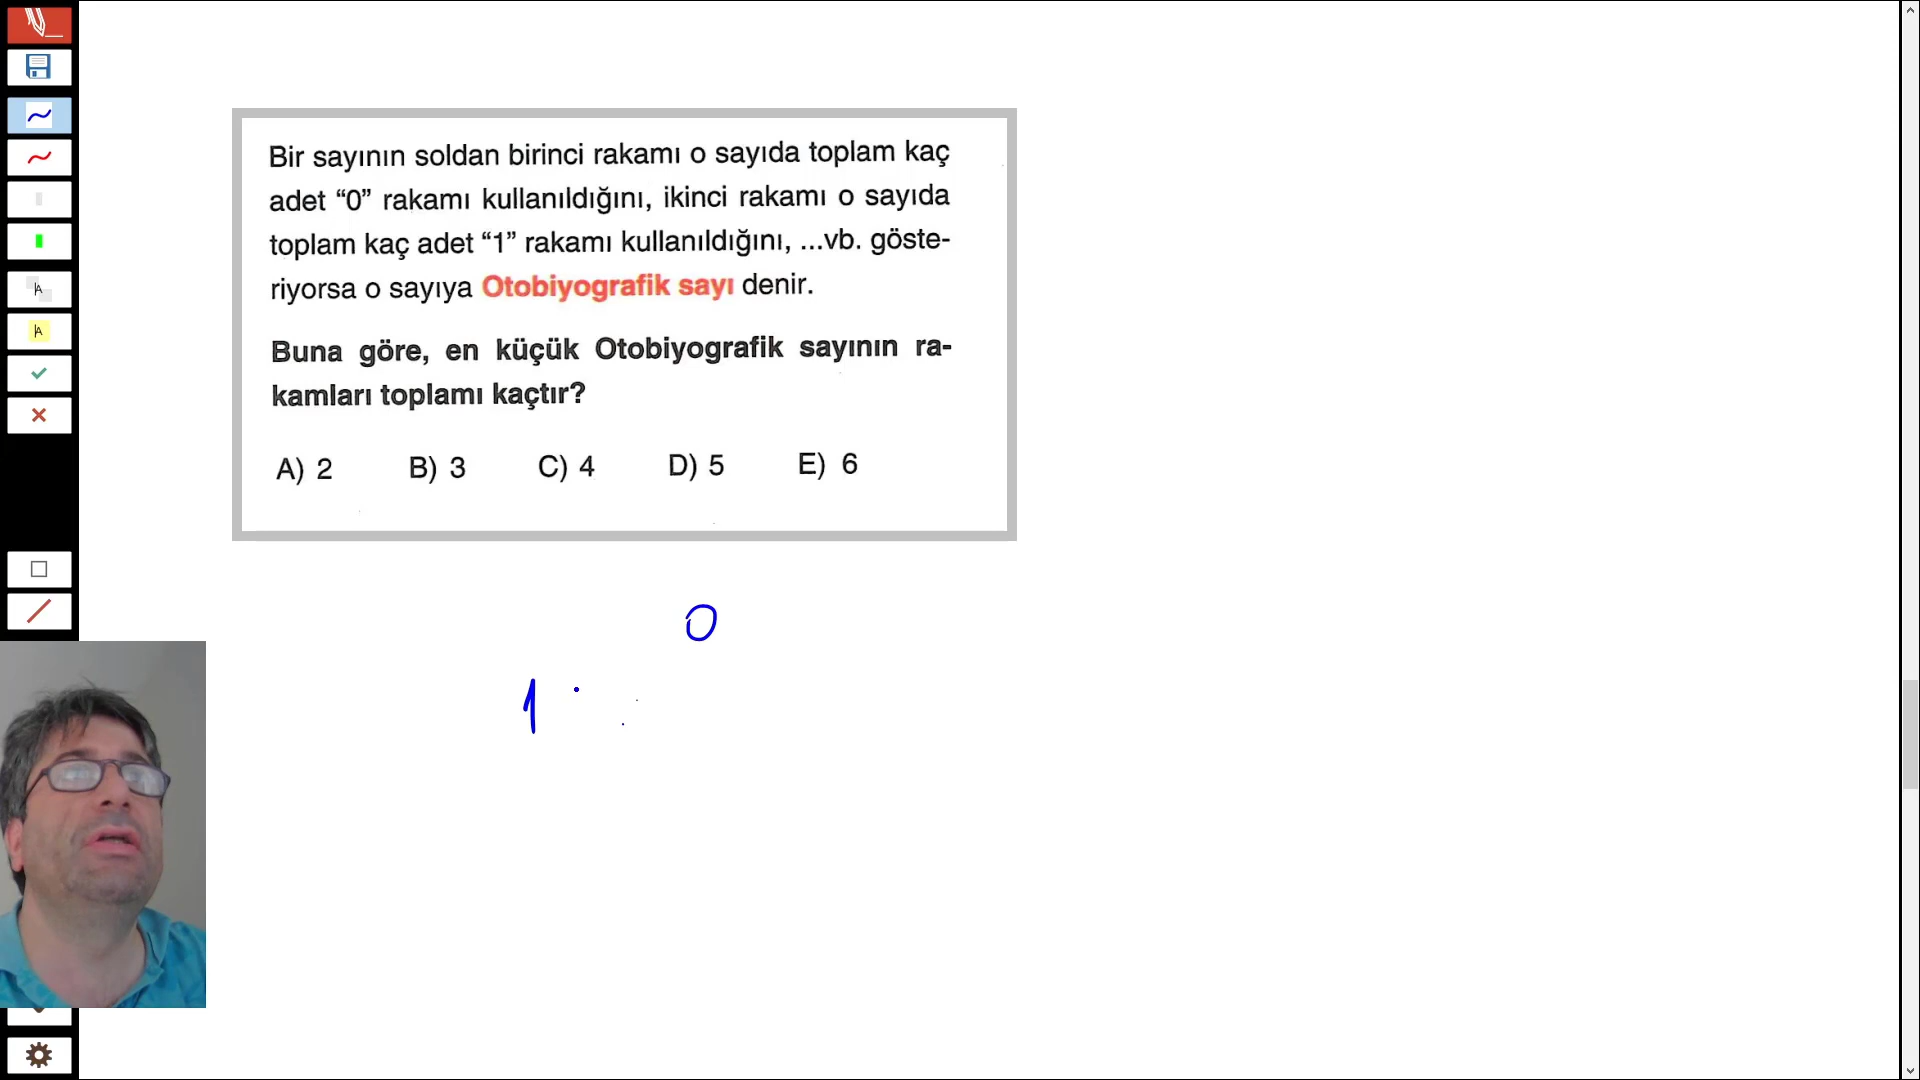 Bir sayının soldan birinci rakamı o sayıda toplam kaç
adet “0” rakamı kullanıldığını, ikinci rakamı o sayıda
toplam kaç adet “1” rakamı kullanıldığını, ...vb. göste-
riyorsa o sayıya Otobiyografik sayı denir.
Buna göre, en küçük Otobiyografik sayının ra-
kamları toplamı kaçtır?
A) 2 B) 3 C) 4 D) 5 E) 6
0
1
A
A